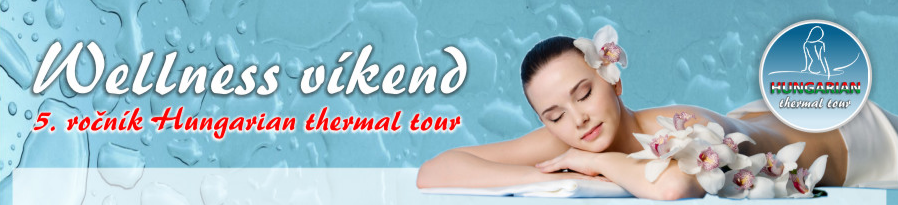 Wellness víkend
5. ročník Hungarian thermal tour
HUNGARIAN
thermal tour